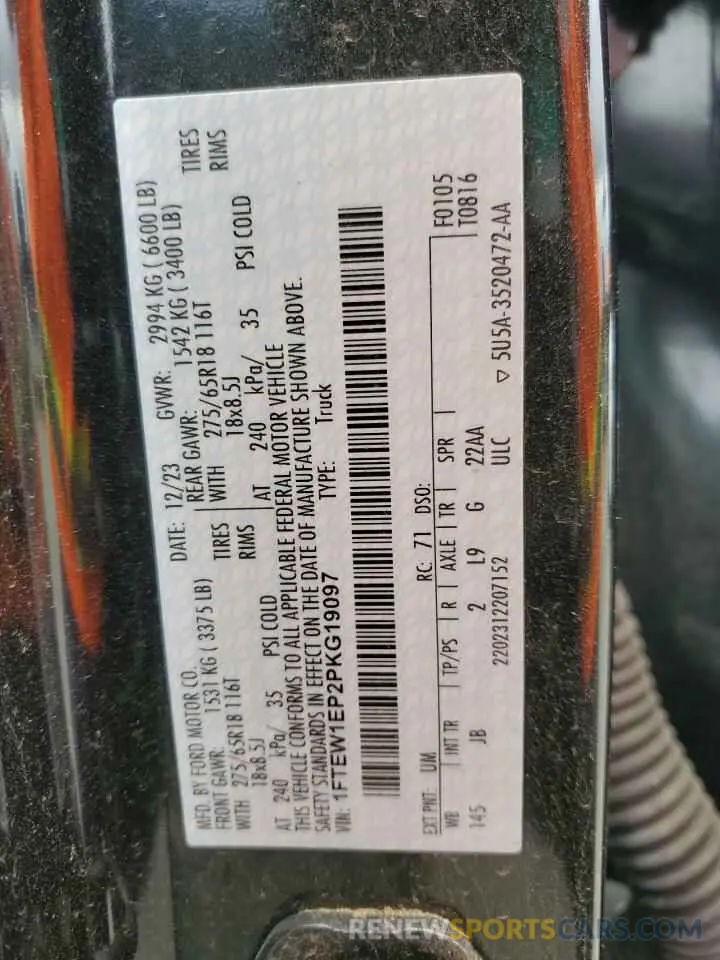 MFD. BY FORD MOTOR CO.
DATE: 12/23 GVWR: 2994 KG ( 6600 LB)
FRONT GAWR: 1531 KG ( 3375 LB) REAR GAWR: 1542 KG ( 3400 LB)
WITH 275/65R18 116T TIRES WITH 275/65R18 116T TIRES
18x8.5J RIMS 18x8.5J RIMS
AT 240 kPa/ 35 PSI COLD AT 240 kPa/ 35 PSI COLD
THIS VEHICLE CONFORMS TO ALL APPLICABLE FEDERAL MOTOR VEHICLE
SAFETY STANDARDS IN EFFECT ON THE DATE OF MANUFACTURE SHOWN ABOVE.
VIN: 1FTEW1EP2PKG19097 TYPE: Truck
EXT PNT: UM RC: 71 DSO: F0105
WB INT TR TP/PS R AXLE TR SPR T0816
145 JB 2 L9 G 22AA
2202312207152 ULC ▽ 5U5A-3520472-AA
RENEWSPORTSCARS.COM